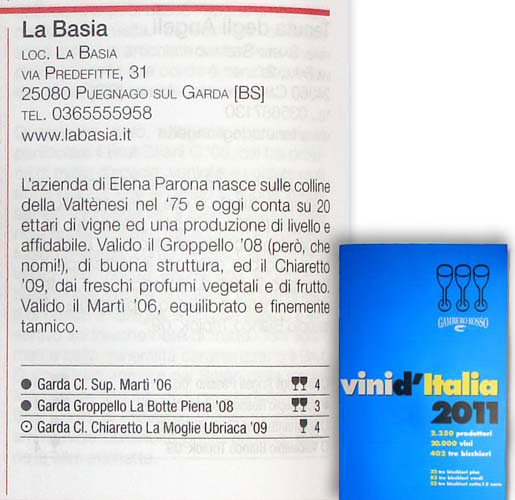 La Basia
LOC. LA BASIA
VIA PREDEFITTE, 31
25080 PUEGNAGO SUL GARDA [BS]
TEL. 0365555958
www.labasia.it
L'azienda di Elena Parona nasce sulle colline
della Valtènesi nel '75 e oggi conta su 20
ettari di vigne ed una produzione di livello e
affidabile. Valido il Groppello '08 (però, che
nomi!), di buona struttura, ed il Chiaretto
'09, dai freschi profumi vegetali e di frutto.
Valido il Martì '06, equilibrato e finemente
tannico.
Garda Cl. Sup. Martì '06 4
Garda Groppello La Botte Piena '08 3
Garda Cl. Chiaretto La Moglie Ubriaca '09 4
GAMBERO ROSSO
vini d'Italia
2011
2.350 produttori
20.000 vini
402 tre bicchieri